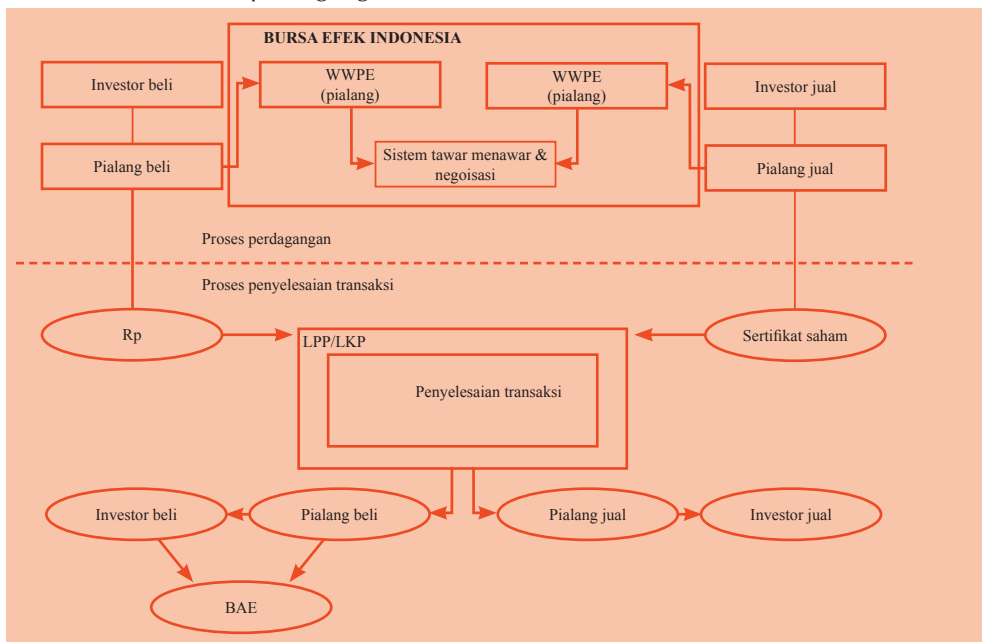 BURSA EFEK INDONESIA
Investor beli
WWPE
(pialang)
WWPE
(pialang)
Investor jual
Pialang beli
Sistem tawar menawar &
negoisasi
Pialang jual
Proses perdagangan
Proses penyelesaian transaksi
Rp
Sertifikat saham
LPP/LKP
Penyelesaian transaksi
Investor beli
Pialang beli
Pialang jual
Investor jual
BAE